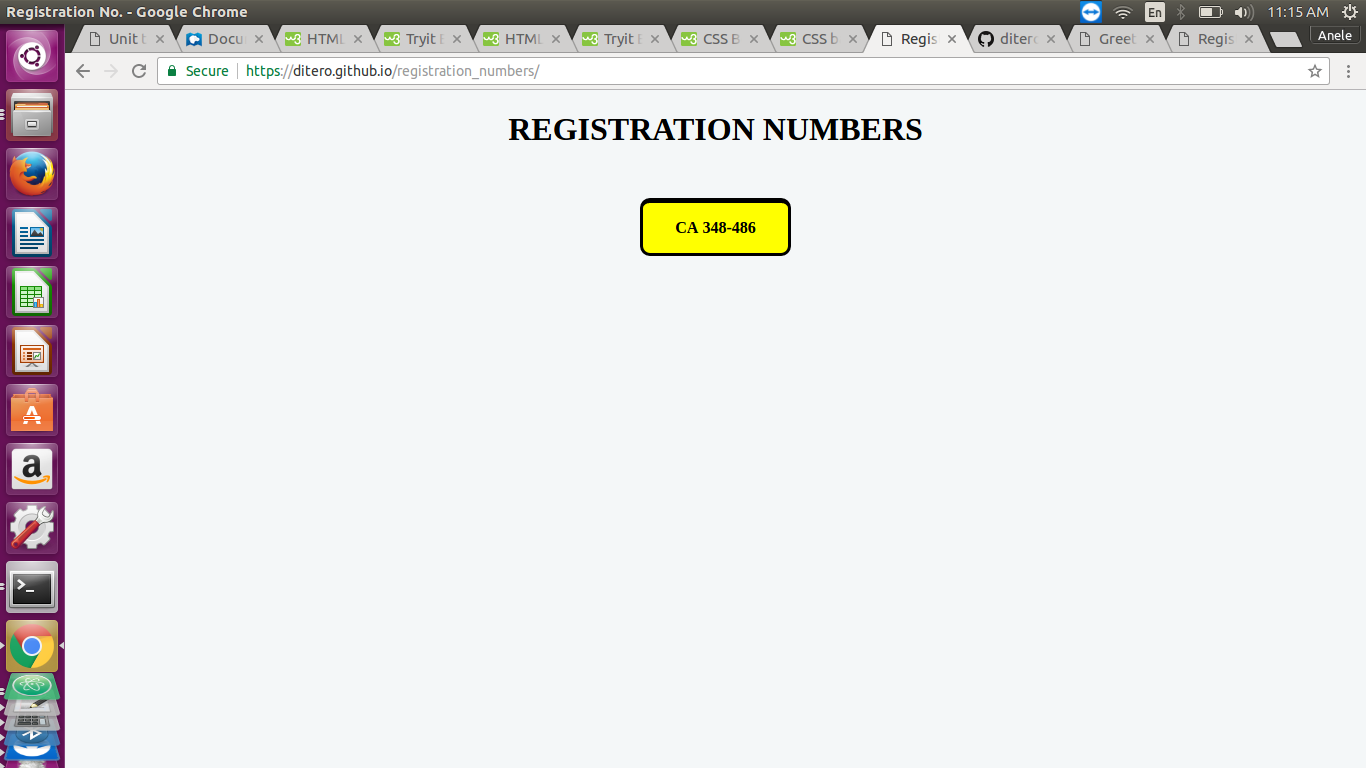 Registration No. - Google Chrome
En
11:15 AM
Unit t
Docu
HTML
Tryit E
HTML
Tryit E
CSS B
CSS b
Regis
diter
Greet
Regis
Anele
Secure
https://ditero.github.io/registration_numbers/
REGISTRATION NUMBERS
CA 348-486